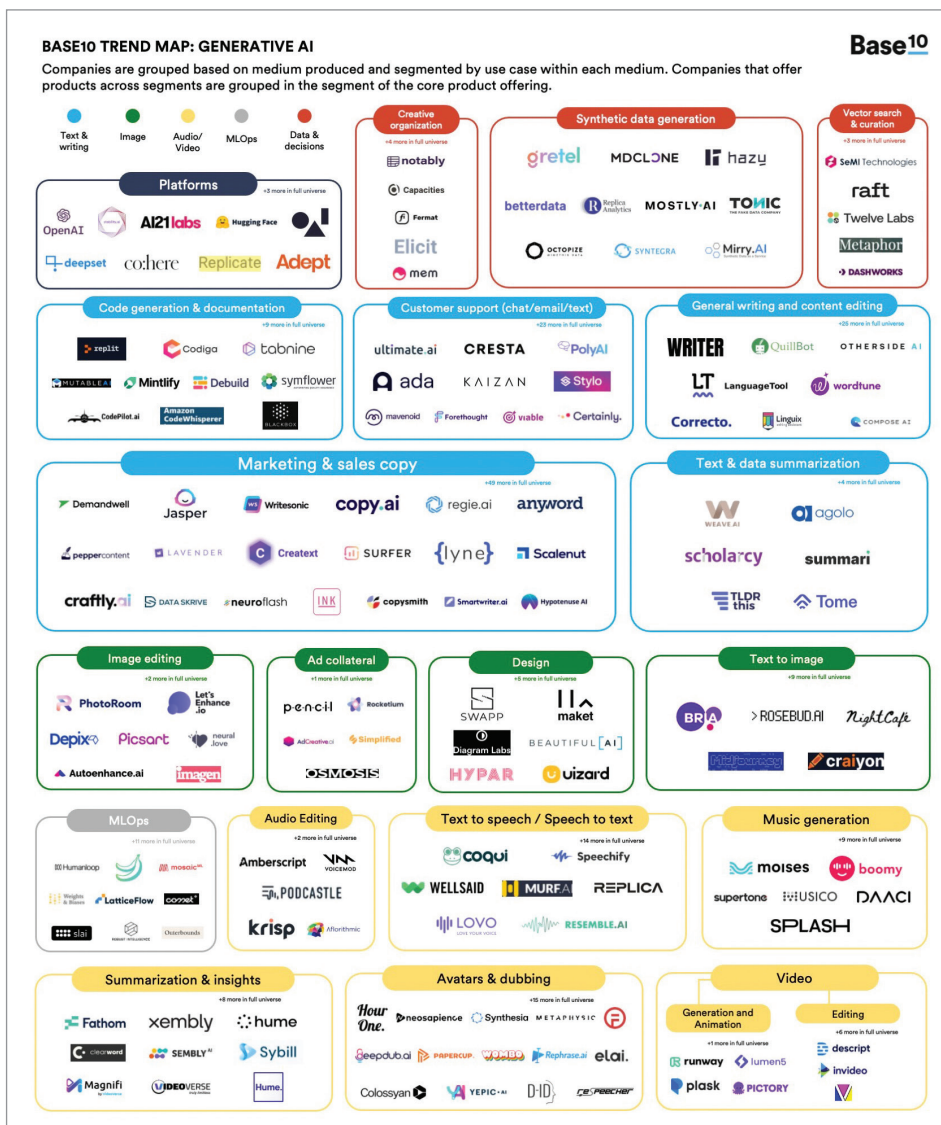 BASE10 TREND MAP: GENERATIVE AI
Base10
Companies are grouped based on medium produced and segmented by use case within each medium. Companies that offer
products across segments are grouped in the segment of the core product offering.
Text &
writing
Image
Audio/
Video
MLOps
Data &
decisions
Platforms
+3 more in full universe
OpenAI
AI21labs
Hugging Face
deepset
co:here
Replicate
Adept
Creative
organization
+4 more in full universe
notably
Capacities
Fermat
Elicit
mem
Synthetic data generation
gretel
MDCLONE
hazy
betterdata
Replica
Analytics
MOSTLY·AI
TONIC
THE FAKE DATA COMPANY
OCTOPIZE
SYNTEGRA
Mirry.AI
Vector search
& curation
+3 more in full universe
SeMI Technologies
raft
Twelve Labs
Metaphor
DASHWORKS
Code generation & documentation
+9 more in full universe
replit
Codiga
tabnine
MUTABLEAI
Mintlify
Debuild
symflower
CodePilot.ai
Amazon
CodeWhisperer
BLACKBOX
Customer support (chat/email/text)
+23 more in full universe
ultimate.ai
CRESTA
PolyAI
ada
KAIZAN
Stylo
mavenoid
Forethought
viable
Certainly.
General writing and content editing
+25 more in full universe
WRITER
QuillBot
OTHERSIDE AI
LT
LanguageTool
wordtune
Correcto.
Linguix
COMPOSE AI
Marketing & sales copy
+49 more in full universe
Demandwell
Jasper
WS
Writesonic
copy.ai
regie.ai
anyword
peppercontent
LAVENDER
C
Creatext
SURFER
{lyne}
Scalenut
craftly.ai
DATA SKRIVE
#neuroflash
INK
copysmith
Smartwriter.ai
Hypotenuse AI
Text & data summarization
+4 more in full universe
WEAVE.AI
agolo
scholarcy
summari
TLDR
this
Tome
Image editing
+2 more in full universe
PhotoRoom
Let's
Enhance
.io
Depix
Picsart
neural
.love
Autoenhance.ai
imagen
Ad collateral
+1 more in full universe
p·e·n·c·i·l
Rocketium
AdCreative.ai
Simplified
OSMOSIS
Design
+5 more in full universe
SWAPP
maket
Diagram Labs
BEAUTIFUL[AI]
HYPAR
uizard
Text to image
+9 more in full universe
BRIA
>ROSEBUD.AI
NightCafé
Midjourney
craiyon
MLOps
+11 more in full universe
Humanloop
mosaic ML
Weights
& Biases
LatticeFlow
comet
slai
ROBUST INTELLIGENCE
Outerbounds
Audio Editing
+2 more in full universe
Amberscript
VOICEMOD
PODCASTLE
krisp
Aflorithmic
Text to speech / Speech to text
+14 more in full universe
coqui
Speechify
WELLSAID
MURF.AI
REPLICA
LOVO
LOVE YOUR VOICE
RESEMBLE.AI
Music generation
+9 more in full universe
moises
boomy
supertone
MUSICO
DAACI
SPLASH
Summarization & insights
+8 more in full universe
Fathom
xembly
hume
clearword
SEMBLY AI
Sybill
Magnifi
by VideoVerse
VIDEOVERSE
Hume.
Avatars & dubbing
+15 more in full universe
Hour
One.
neosapience
Synthesia
METAPHYSIC
deepdub.ai
PAPERCUP.
WOMBO
Rephrase.ai
elai.
Colossyan
YEPIC·AI
D-ID
respeecher
Video
Generation and
Animation
+1 more in full universe
runway
lumen5
plask
PICTORY
Editing
+6 more in full universe
descript
invideo